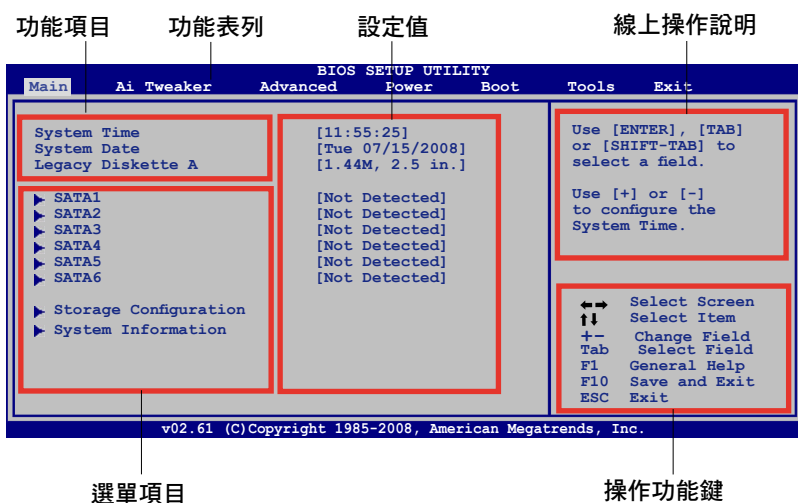 功能項目 功能表列 設定值 線上操作說明
BIOS SETUP UTILITY
Main Ai Tweaker Advanced Power Boot Tools Exit
System Time [11:55:25]
System Date [Tue 07/15/2008]
Legacy Diskette A [1.44M, 2.5 in.]
SATA1 [Not Detected]
SATA2 [Not Detected]
SATA3 [Not Detected]
SATA4 [Not Detected]
SATA5 [Not Detected]
SATA6 [Not Detected]
Storage Configuration
System Information
Use [ENTER], [TAB]
or [SHIFT-TAB] to
select a field.
Use [+] or [-]
to configure the
System Time.
←→ Select Screen
↑↓ Select Item
+- Change Field
Tab Select Field
F1 General Help
F10 Save and Exit
ESC Exit
v02.61 (C)Copyright 1985-2008, American Megatrends, Inc.
選單項目 操作功能鍵